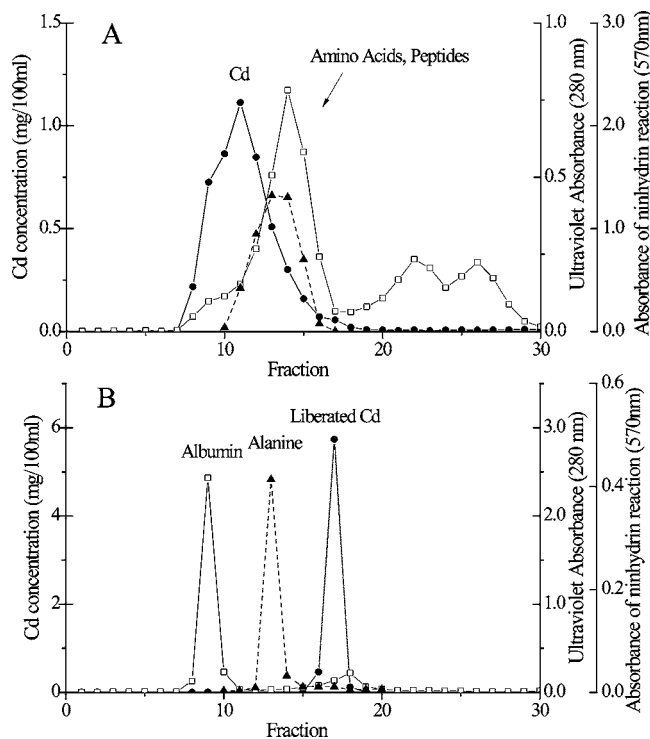 A
Cd
Amino Acids, Peptides
Cd concentration (mg/100ml)
1.5
1.0
0.5
0.0
Ultraviolet Absorbance (280 nm)
1.0
0.5
0.0
Absorbance of ninhydrin reaction (570nm)
3.0
2.0
1.0
0.0
10
20
30
Fraction
B
Albumin
Alanine
Liberated Cd
Cd concentration (mg/100ml)
6
4
2
0
Ultraviolet Absorbance (280 nm)
3.0
2.0
1.0
0.0
Absorbance of ninhydrin reaction (570nm)
0.6
0.4
0.2
0.0
10
20
30
Fraction